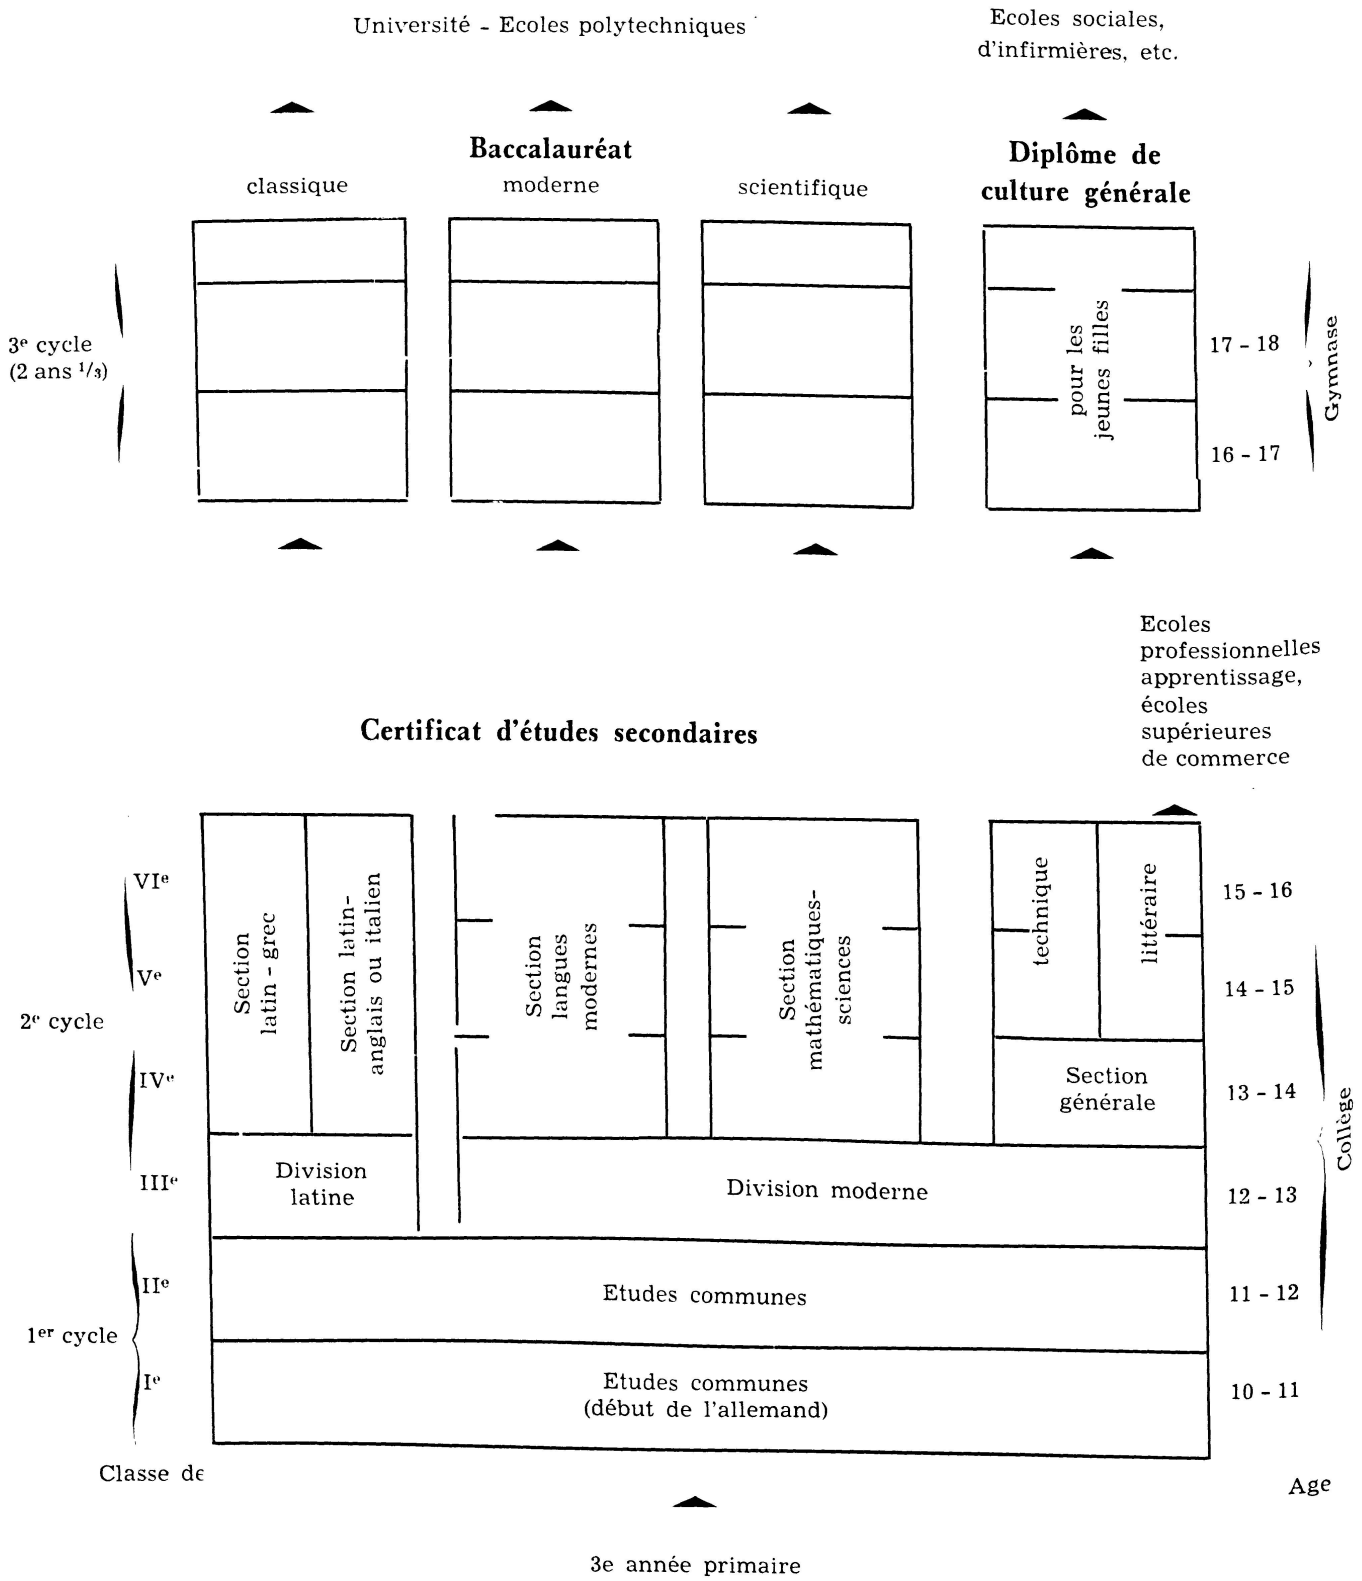 Université - Ecoles polytechniques
Ecoles sociales,
d'infirmières, etc.
Baccalauréat
classique
moderne
scientifique
Diplôme de
culture générale
3e cycle
(2 ans 1/3)
pour les
jeunes filles
17 - 18
16 - 17
Gymnase
Ecoles
professionnelles
apprentissage,
écoles
supérieures
de commerce
Certificat d'études secondaires
VIe
Ve
2e cycle
IVe
IIIe
Section
latin - grec
Section latin-
anglais ou italien
Section
langues
modernes
Section
mathématiques-
sciences
technique
littéraire
Section
générale
15 - 16
14 - 15
13 - 14
12 - 13
Collège
Division
latine
Division moderne
IIe
Etudes communes
11 - 12
1er cycle
Ie
Etudes communes
(début de l'allemand)
10 - 11
Classe de
Age
3e année primaire